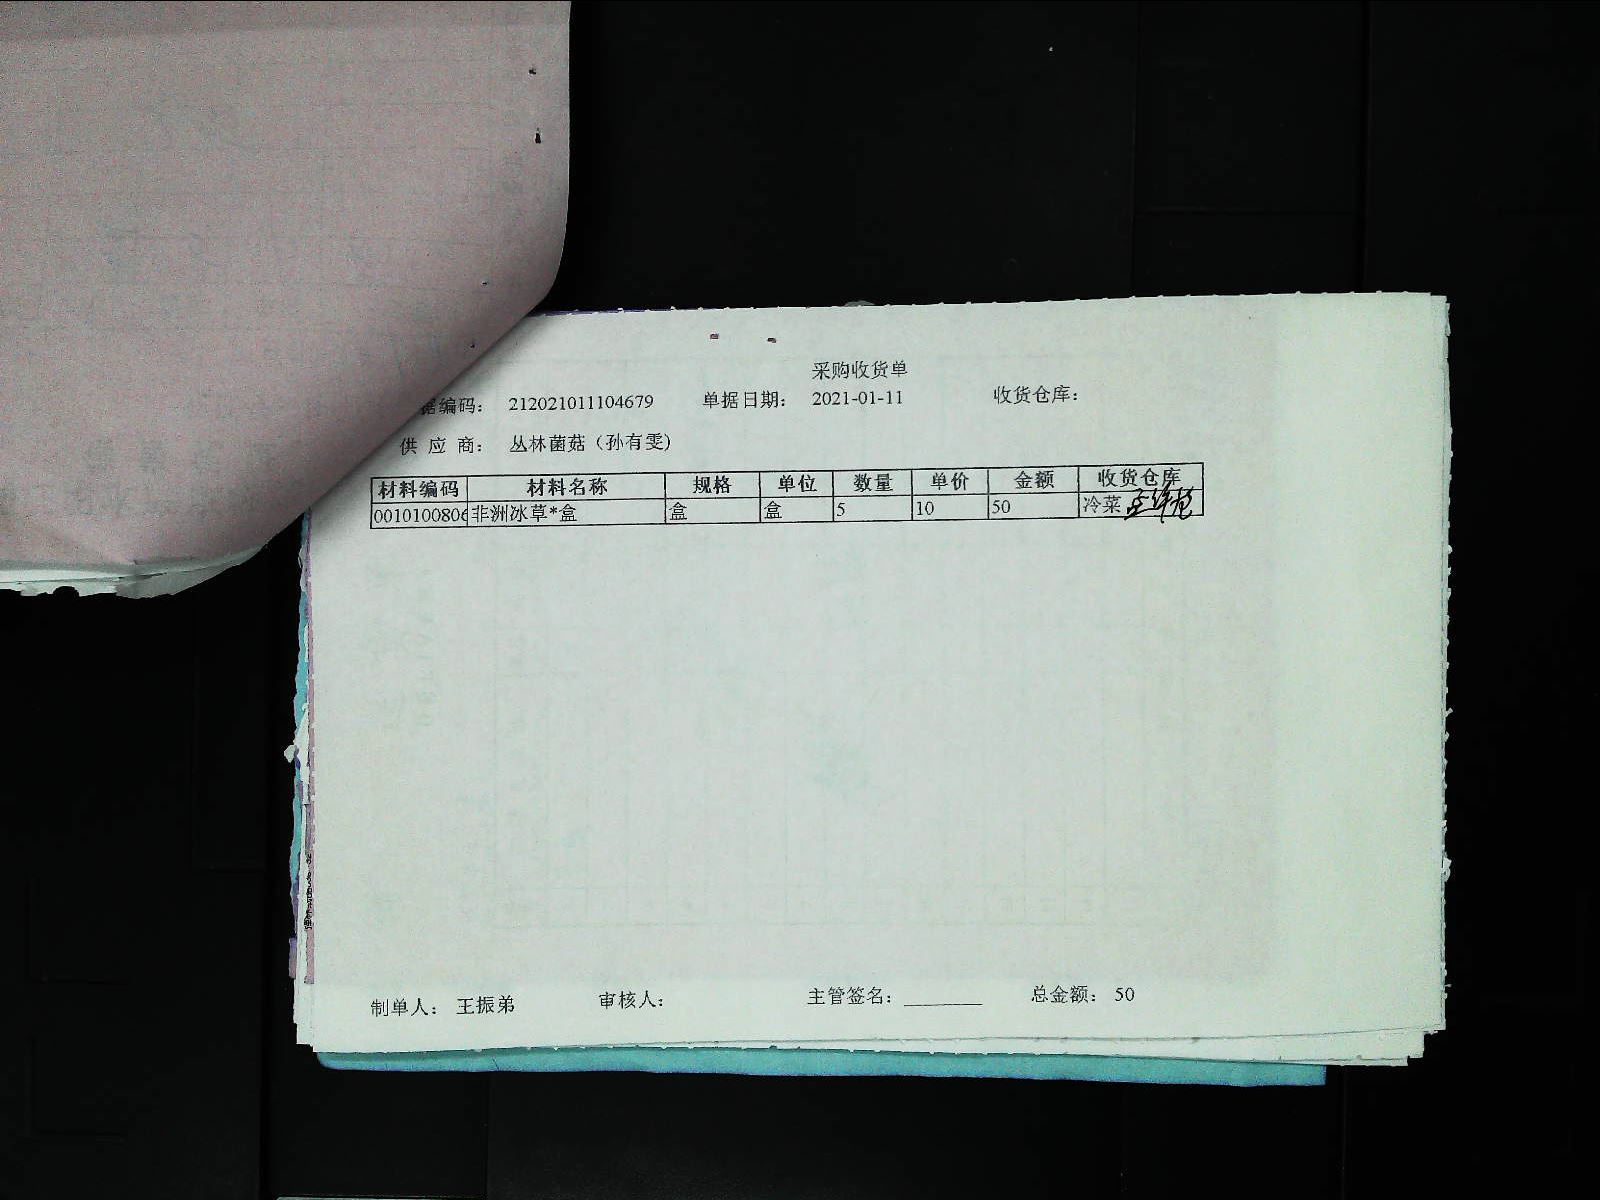 采购收货单
据编码: 212021011104679 单据日期: 2021-01-11 收货仓库:
供应商: 丛林菌菇（孙有雯)
材料编码 材料名称 规格 单位 数量 单价 金额 收货仓库
0010100806 非洲冰草*盒 盒 盒 5 10 50 冷菜
制单人: 王振弟 审核人: 主管签名: ________ 总金额: 50